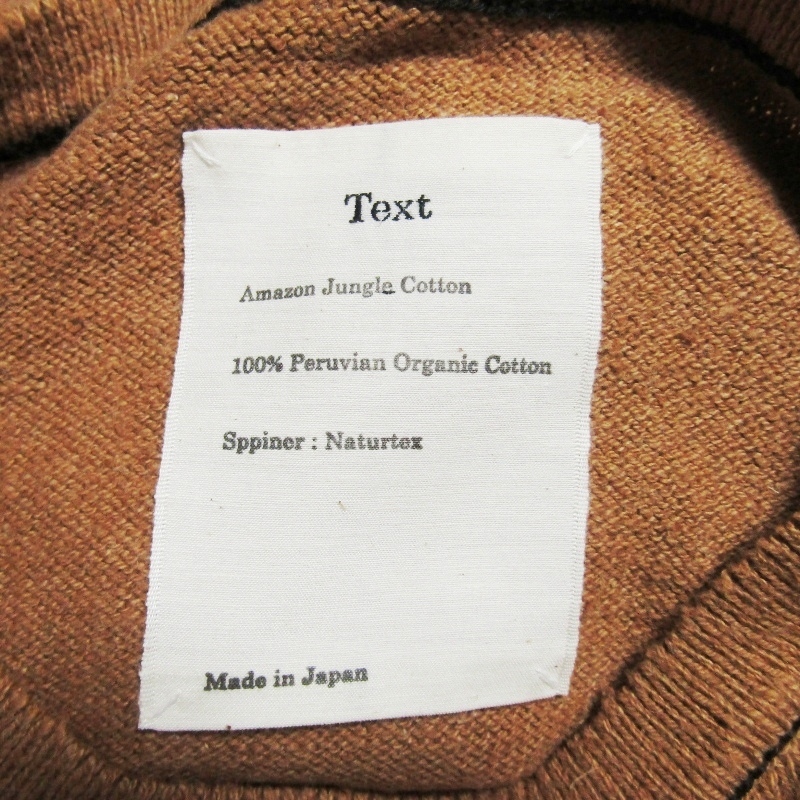 Text
Amazon Jungle Cotton
100% Peruvian Organic Cotton
Sppiner : Naturtex
Made in Japan